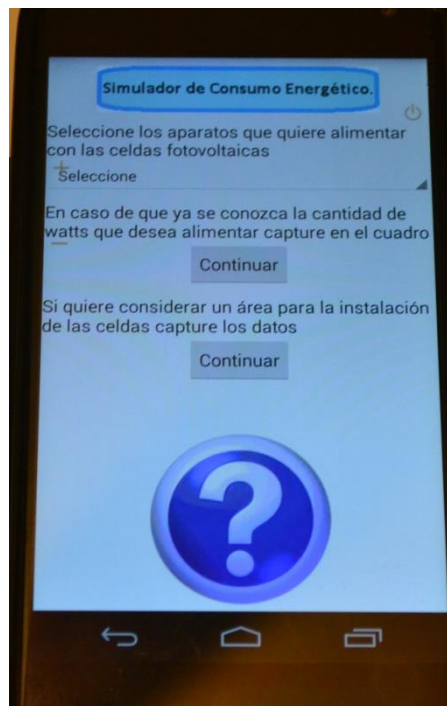 Simulador de Consumo Energético.
Seleccione los aparatos que quiere alimentar
con las celdas fotovoltaicas
Seleccione
En caso de que ya se conozca la cantidad de
watts que desea alimentar capture en el cuadro
Continuar
Si quiere considerar un área para la instalación
de las celdas capture los datos
Continuar
?